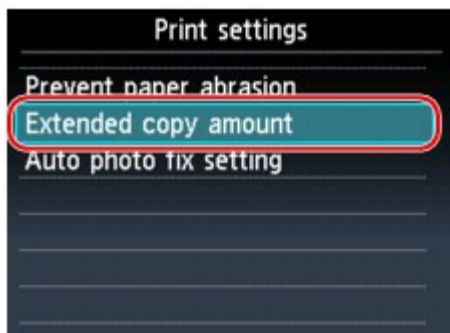 Print settings
Prevent paper abrasion
Extended copy amount
Auto photo fix setting